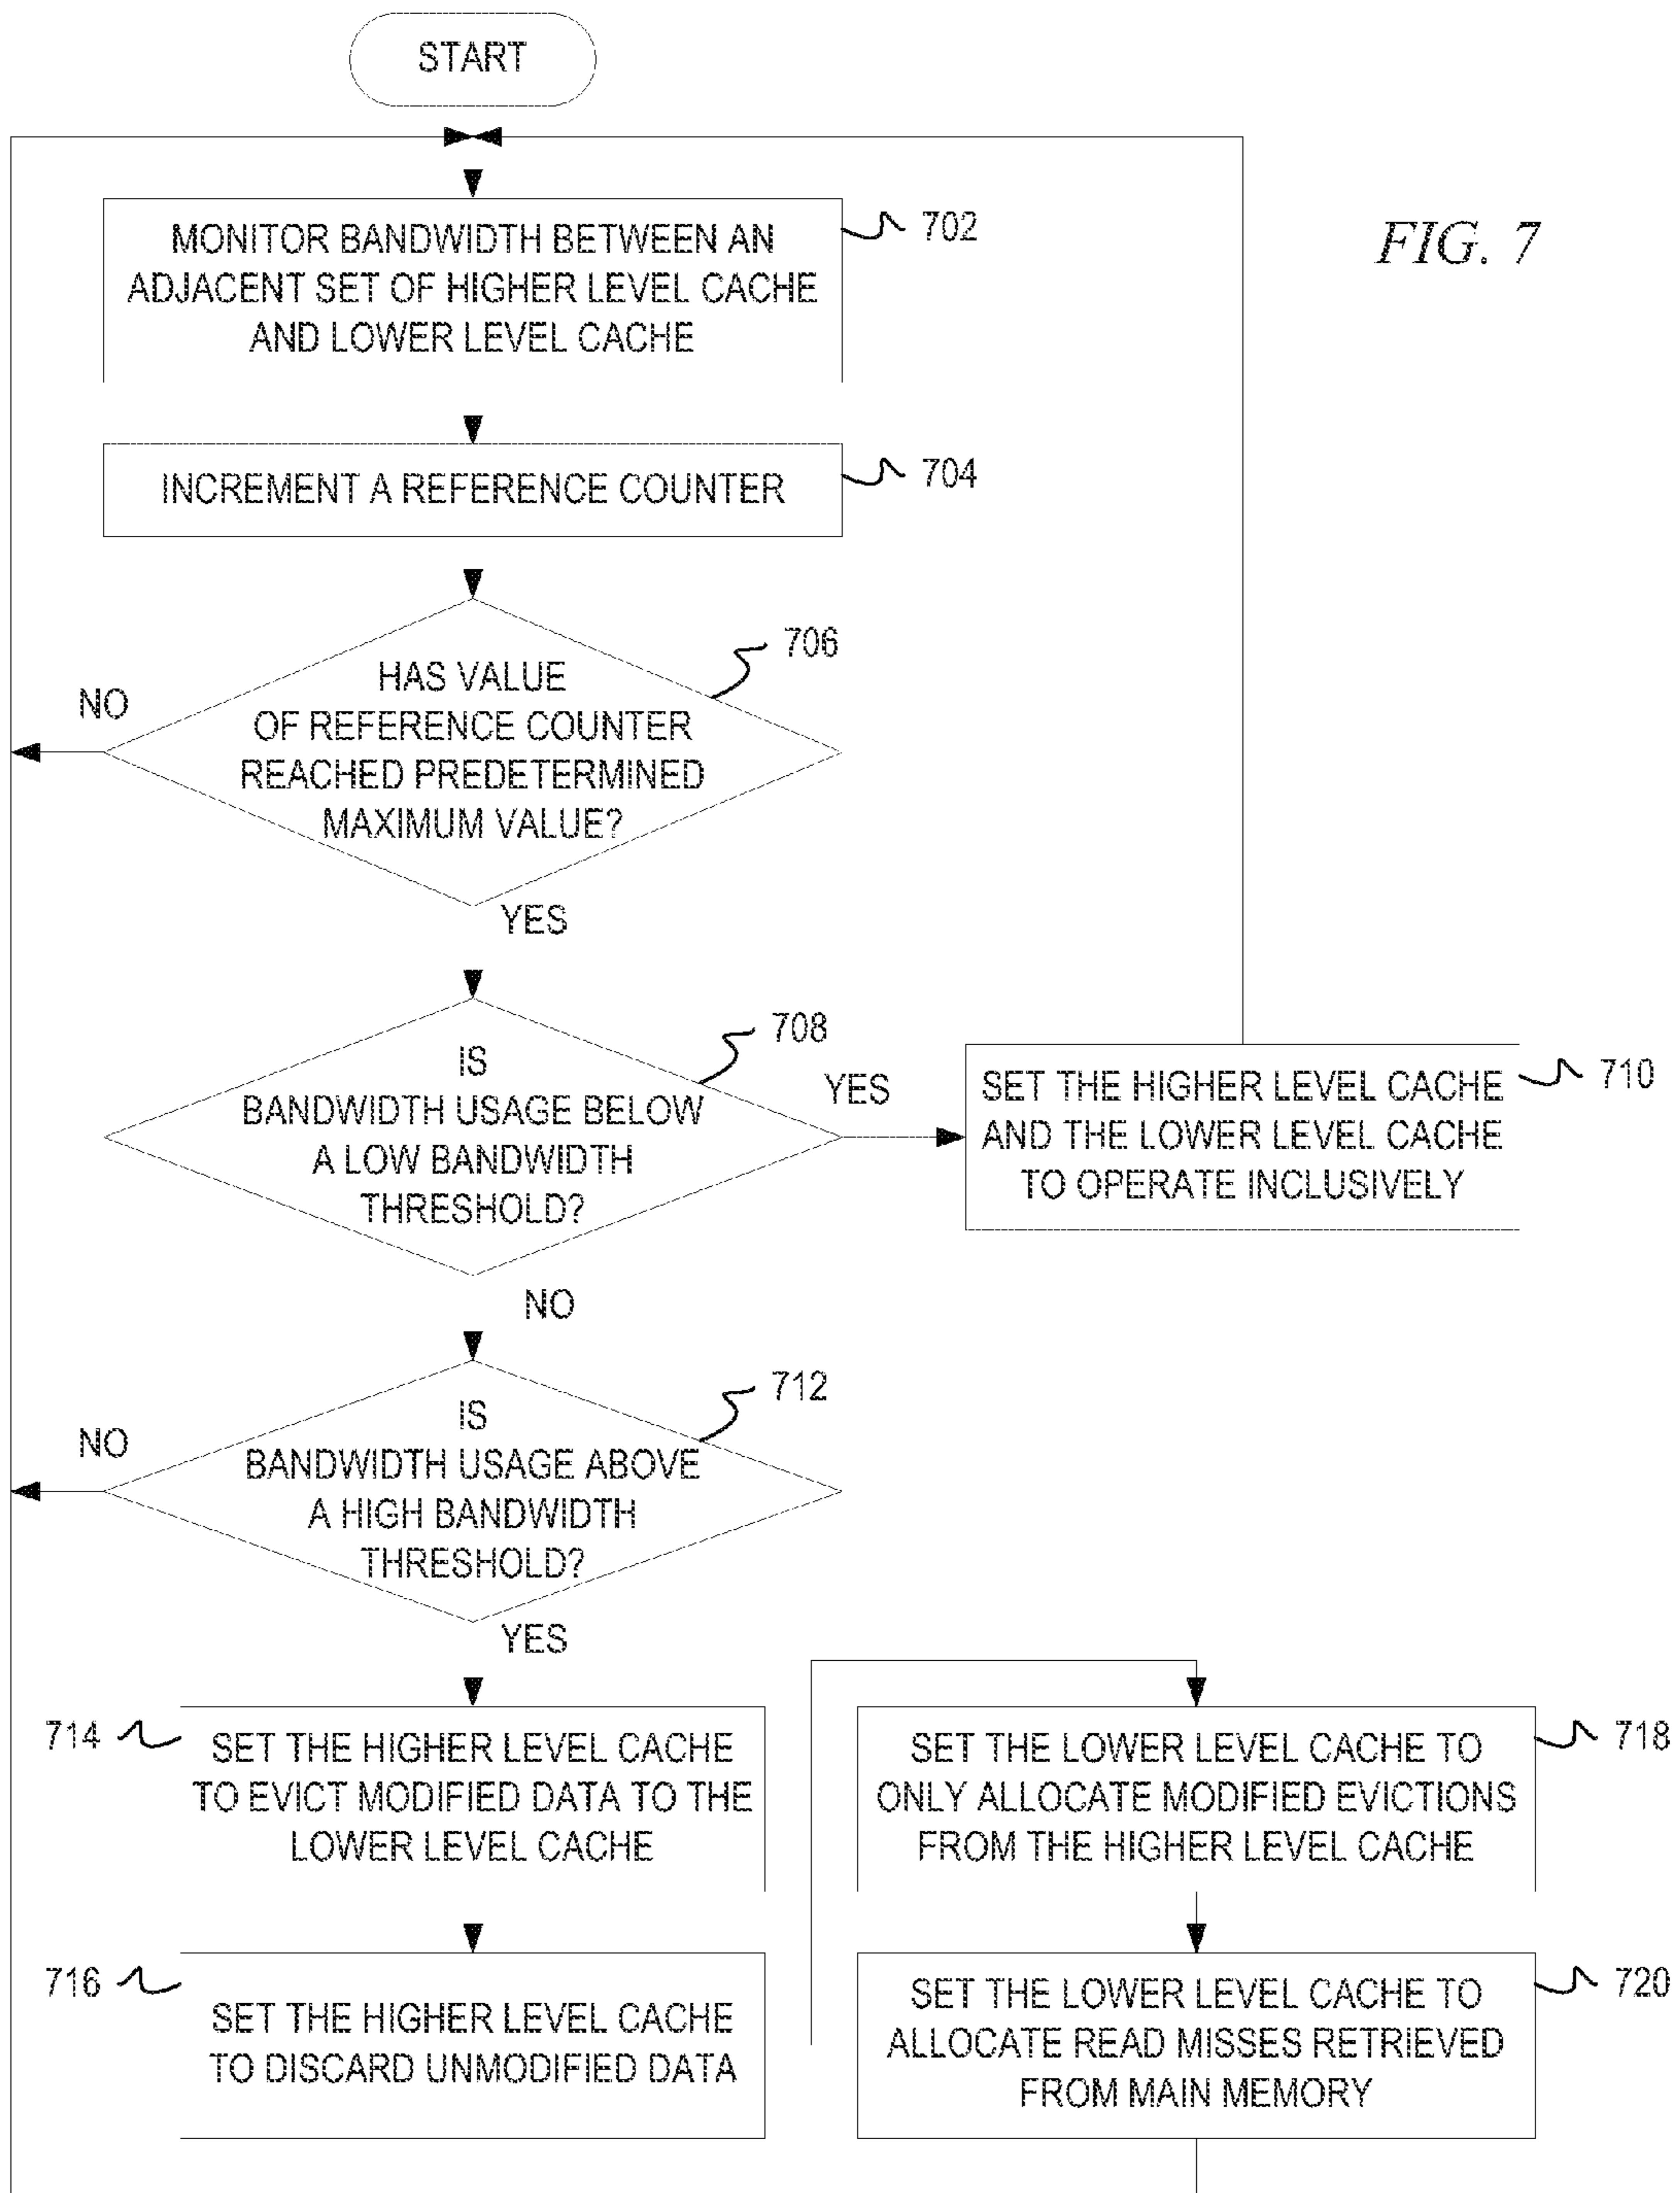 START
MONITOR BANDWIDTH BETWEEN AN
ADJACENT SET OF HIGHER LEVEL CACHE
AND LOWER LEVEL CACHE
702
FIG. 7
INCREMENT A REFERENCE COUNTER
704
HAS VALUE
OF REFERENCE COUNTER
REACHED PREDETERMINED
MAXIMUM VALUE?
706
NO
YES
IS
BANDWIDTH USAGE BELOW
A LOW BANDWIDTH
THRESHOLD?
708
YES
SET THE HIGHER LEVEL CACHE
AND THE LOWER LEVEL CACHE
TO OPERATE INCLUSIVELY
710
NO
IS
BANDWIDTH USAGE ABOVE
A HIGH BANDWIDTH
THRESHOLD?
712
NO
YES
714
SET THE HIGHER LEVEL CACHE
TO EVICT MODIFIED DATA TO THE
LOWER LEVEL CACHE
716
SET THE HIGHER LEVEL CACHE
TO DISCARD UNMODIFIED DATA
SET THE LOWER LEVEL CACHE TO
ONLY ALLOCATE MODIFIED EVICTIONS
FROM THE HIGHER LEVEL CACHE
718
SET THE LOWER LEVEL CACHE TO
ALLOCATE READ MISSES RETRIEVED
FROM MAIN MEMORY
720